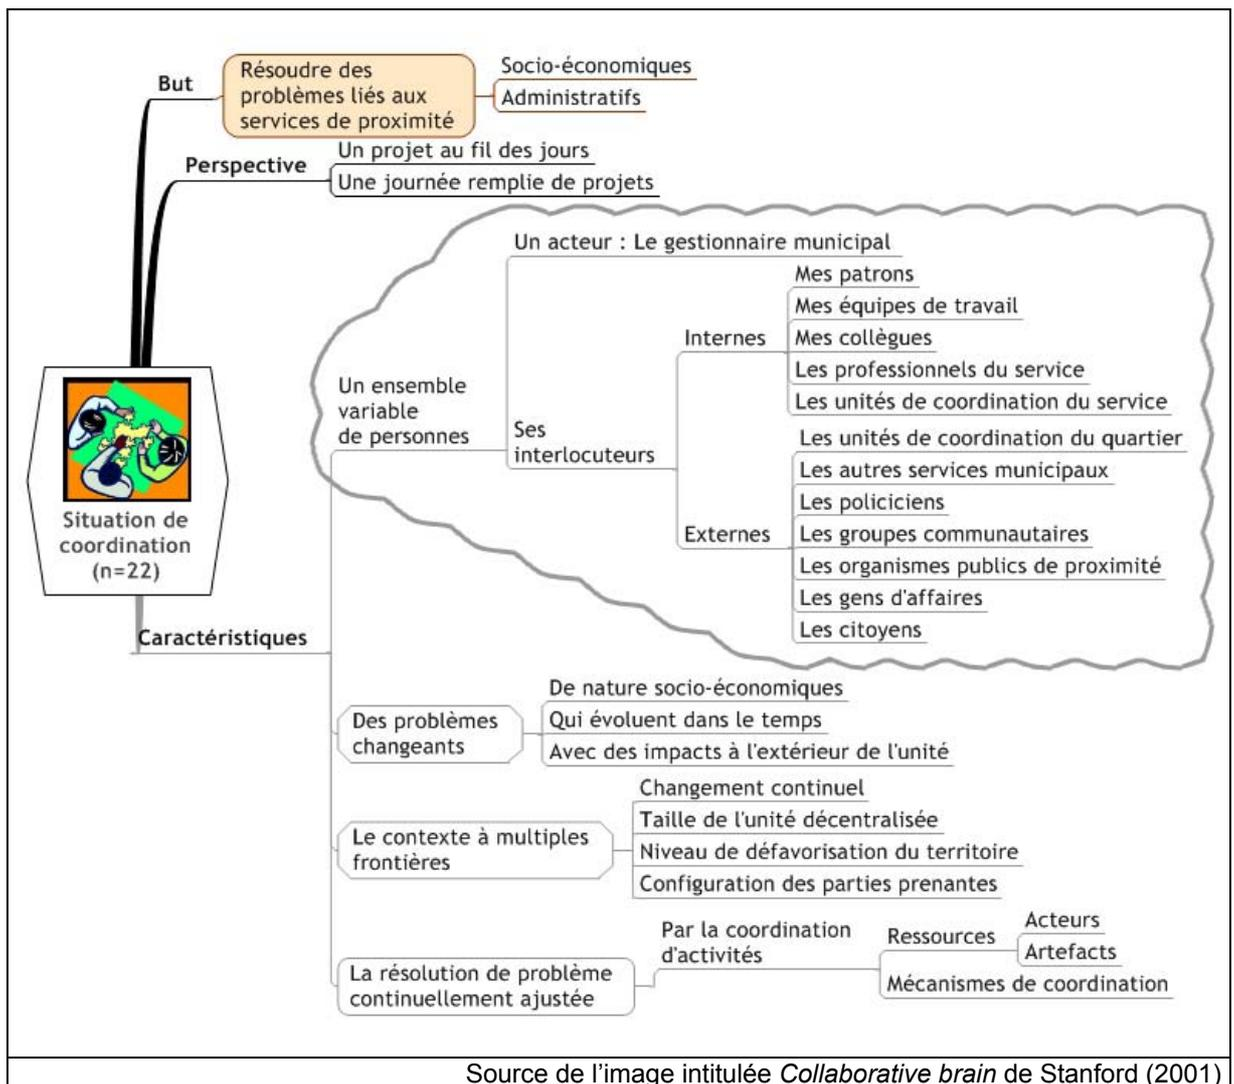 But
Résoudre des
problèmes liés aux
services de proximité
Socio-économiques
Administratifs
Perspective
Un projet au fil des jours
Une journée remplie de projets
Situation de
coordination
(n=22)
Caractéristiques
Un ensemble
variable
de personnes
Un acteur : Le gestionnaire municipal
Ses
interlocuteurs
Internes
Mes patrons
Mes équipes de travail
Mes collègues
Les professionnels du service
Les unités de coordination du service
Externes
Les unités de coordination du quartier
Les autres services municipaux
Les policiciens
Les groupes communautaires
Les organismes publics de proximité
Les gens d'affaires
Les citoyens
Des problèmes
changeants
De nature socio-économiques
Qui évoluent dans le temps
Avec des impacts à l'extérieur de l'unité
Le contexte à multiples
frontières
Changement continuel
Taille de l'unité décentralisée
Niveau de défavorisation du territoire
Configuration des parties prenantes
La résolution de problème
continuellement ajustée
Par la coordination
d'activités
Ressources
Acteurs
Artefacts
Mécanismes de coordination
Source de l'image intitulée Collaborative brain de Stanford (2001)